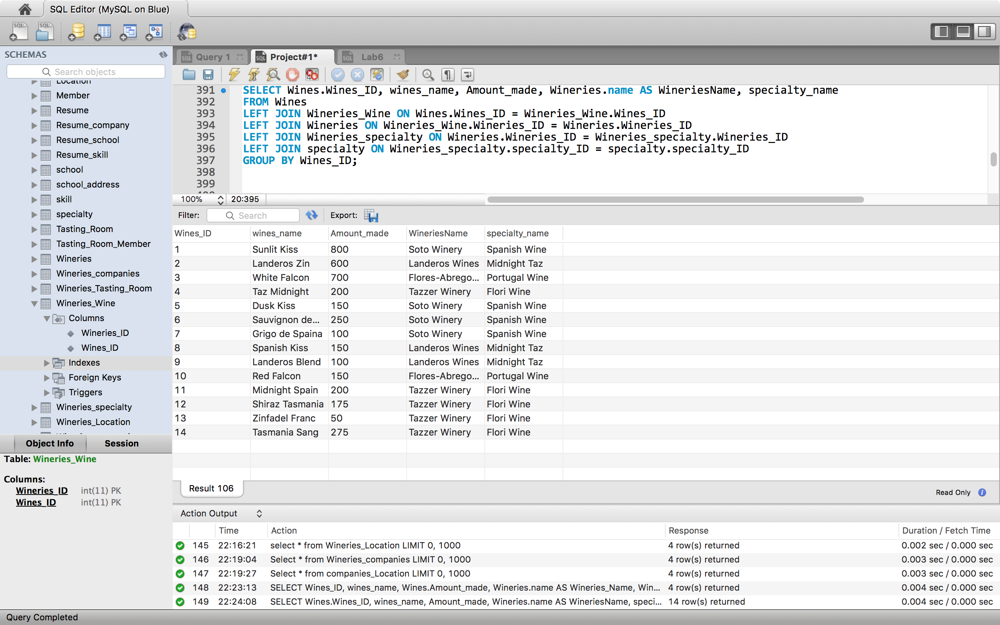 SQL Editor (MySQL on Blue)
SQL SQL
SCHEMAS
Search objects
Location
Member
Resume
Resume_company
Resume_school
Resume_skill
school
school_address
skill
specialty
Tasting_Room
Tasting_Room_Member
Wineries
Wineries_companies
Wineries_Tasting_Room
Wineries_Wine
Columns
Wineries_ID
Wines_ID
Indexes
Foreign Keys
Triggers
Wineries_specialty
Wineries_Location
Object Info Session
Table: Wineries_Wine
Columns:
Wineries_ID int(11) PK
Wines_ID int(11) PK
SQL Query 1 SQL Project#1* SQL Lab6
391 SELECT Wines.Wines_ID, wines_name, Amount_made, Wineries.name AS WineriesName, specialty_name
392 FROM Wines
393 LEFT JOIN Wineries_Wine ON Wines.Wines_ID = Wineries_Wine.Wines_ID
394 LEFT JOIN Wineries ON Wineries_Wine.Wineries_ID = Wineries.Wineries_ID
395 LEFT JOIN Wineries_specialty ON Wineries.Wineries_ID = Wineries_specialty.Wineries_ID
396 LEFT JOIN specialty ON Wineries_specialty.specialty_ID = specialty.specialty_ID
397 GROUP BY Wines_ID;
398
399
100% 20:395
Filter: Search Export:
Wines_ID wines_name Amount_made WineriesName specialty_name
1 Sunlit Kiss 800 Soto Winery Spanish Wine
2 Landeros Zin 600 Landeros Wines Midnight Taz
3 White Falcon 700 Flores-Abrego... Portugal Wine
4 Taz Midnight 200 Tazzer Winery Flori Wine
5 Dusk Kiss 150 Soto Winery Spanish Wine
6 Sauvignon de... 250 Soto Winery Spanish Wine
7 Grigo de Spaina 100 Soto Winery Spanish Wine
8 Spanish Kiss 150 Landeros Wines Midnight Taz
9 Landeros Blend 100 Landeros Wines Midnight Taz
10 Red Falcon 150 Flores-Abrego... Portugal Wine
11 Midnight Spain 200 Tazzer Winery Flori Wine
12 Shiraz Tasmania 175 Tazzer Winery Flori Wine
13 Zinfadel Franc 50 Tazzer Winery Flori Wine
14 Tasmania Sang 275 Tazzer Winery Flori Wine
Result 106
Read Only
Action Output
Time Action Response Duration / Fetch Time
145 22:16:21 select * from Wineries_Location LIMIT 0, 1000 4 row(s) returned 0.002 sec / 0.000 sec
146 22:19:04 Select * from Wineries_companies LIMIT 0, 1000 4 row(s) returned 0.003 sec / 0.000 sec
147 22:19:27 Select * from companies_Location LIMIT 0, 1000 4 row(s) returned 0.003 sec / 0.000 sec
148 22:23:13 SELECT Wines_ID, wines_name, Wines.Amount_made, Wineries.name AS Wineries_Name, Win... 4 row(s) returned 0.004 sec / 0.000 sec
149 22:24:08 SELECT Wines.Wines_ID, wines_name, Amount_made, Wineries.name AS WineriesName, speci... 14 row(s) returned 0.004 sec / 0.000 sec
Query Completed